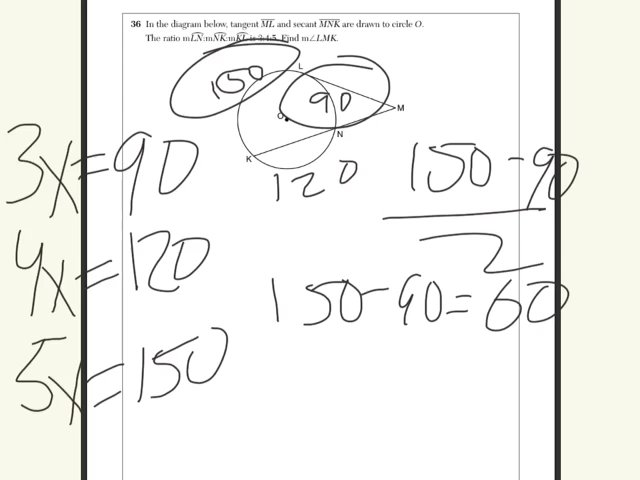 36 In the diagram below, tangent ML and secant MNK are drawn to circle O.
The ratio mLN:mNK:mKL is 3:4:5. Find m∠LMK.
150
L
90
M
O
N
K
120
3x=90
150-90
2
4x=120
150-90=60
5x=150